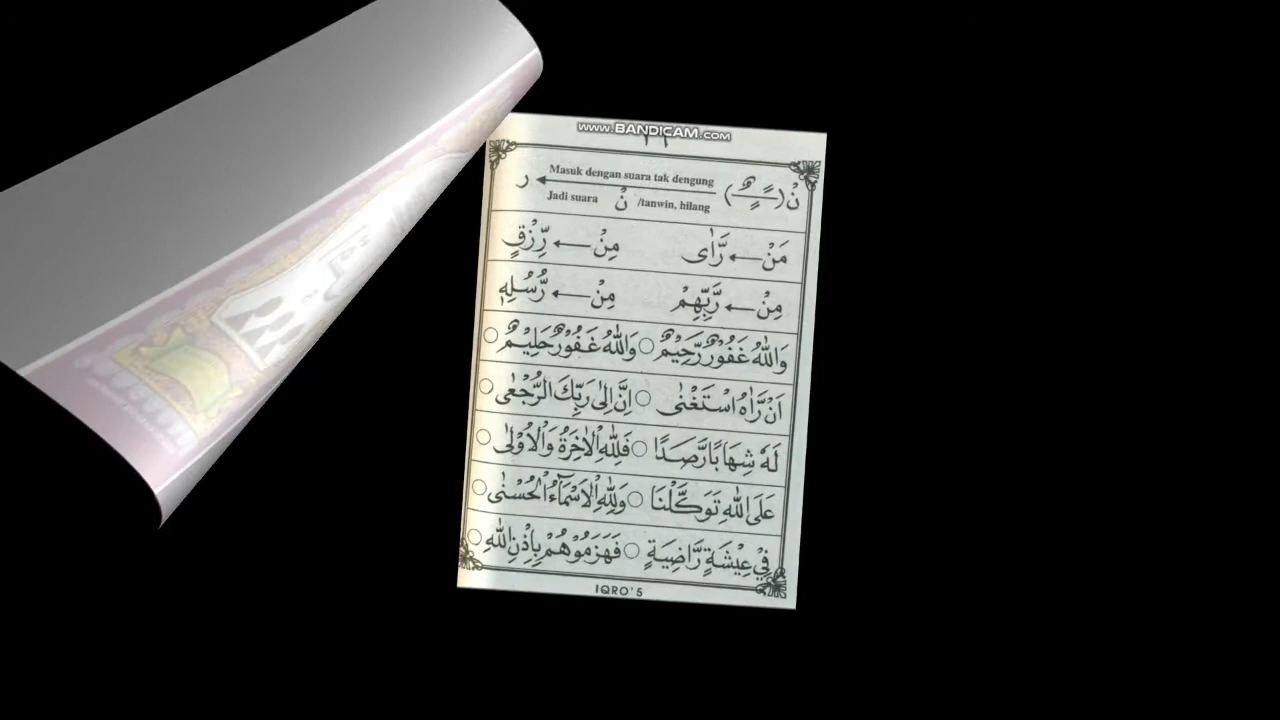 www.BANDICAM.com
١٦
نْ (ـًـٍـٌ) Masuk dengan suara tak dengung ر
Jadi suara نْ /tanwin, hilang
مَنْ ← رَّاٰى مِنْ ← رِّزْقٍ
مِنْ ← رَّبِّهِمْ مِنْ ← رُّسُلِهٖ
وَاللّٰهُ غَفُوْرٌ رَّحِيْمٌ ○ وَاللّٰهُ غَفُوْرٌ حَلِيْمٌ ○
اَنْ رَّاٰهُ اسْتَغْنٰى ○ اِنَّ اِلٰى رَبِّكَ الرُّجْعٰى ○
لَهٗ شِهَابًا رَّصَدًا ○ فَلِلّٰهِ الْاٰخِرَةُ وَالْاُوْلٰى ○
عَلَى اللّٰهِ تَوَكَّلْنَا ○ وَلِلّٰهِ الْاَسْمَآءُ الْحُسْنٰى ○
فِيْ عِيْشَةٍ رَّاضِيَةٍ ○ فَهَزَمُوْهُمْ بِاِذْنِ اللّٰهِ ○
IQRO'5